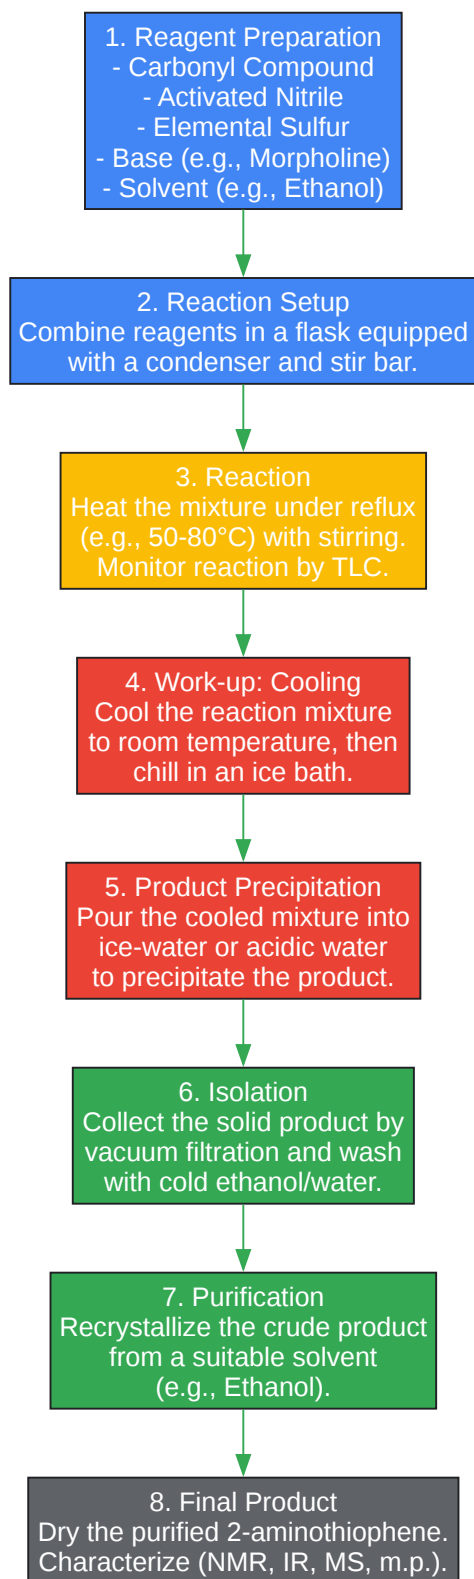 1. Reagent Preparation
- Carbonyl Compound
- Activated Nitrile
- Elemental Sulfur
- Base (e.g., Morpholine)
- Solvent (e.g., Ethanol)
2. Reaction Setup
Combine reagents in a flask equipped
with a condenser and stir bar.
3. Reaction
Heat the mixture under reflux
(e.g., 50-80°C) with stirring.
Monitor reaction by TLC.
4. Work-up: Cooling
Cool the reaction mixture
to room temperature, then
chill in an ice bath.
5. Product Precipitation
Pour the cooled mixture into
ice-water or acidic water
to precipitate the product.
6. Isolation
Collect the solid product by
vacuum filtration and wash
with cold ethanol/water.
7. Purification
Recrystallize the crude product
from a suitable solvent
(e.g., Ethanol).
8. Final Product
Dry the purified 2-aminothiophene.
Characterize (NMR, IR, MS, m.p.).